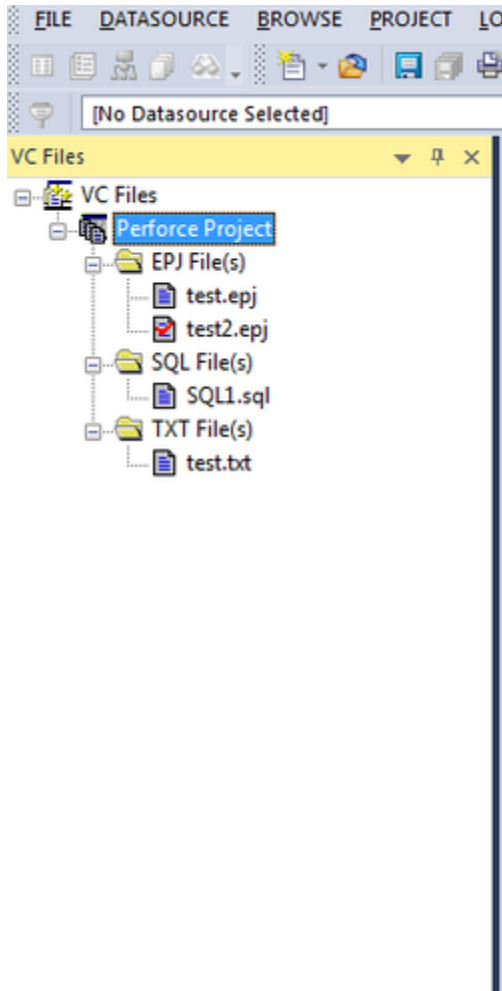 FILE DATASOURCE BROWSE PROJECT LO
[No Datasource Selected]
VC Files
VC Files
Perforce Project
EPJ File(s)
test.epj
test2.epj
SQL File(s)
SQL1.sql
TXT File(s)
test.txt